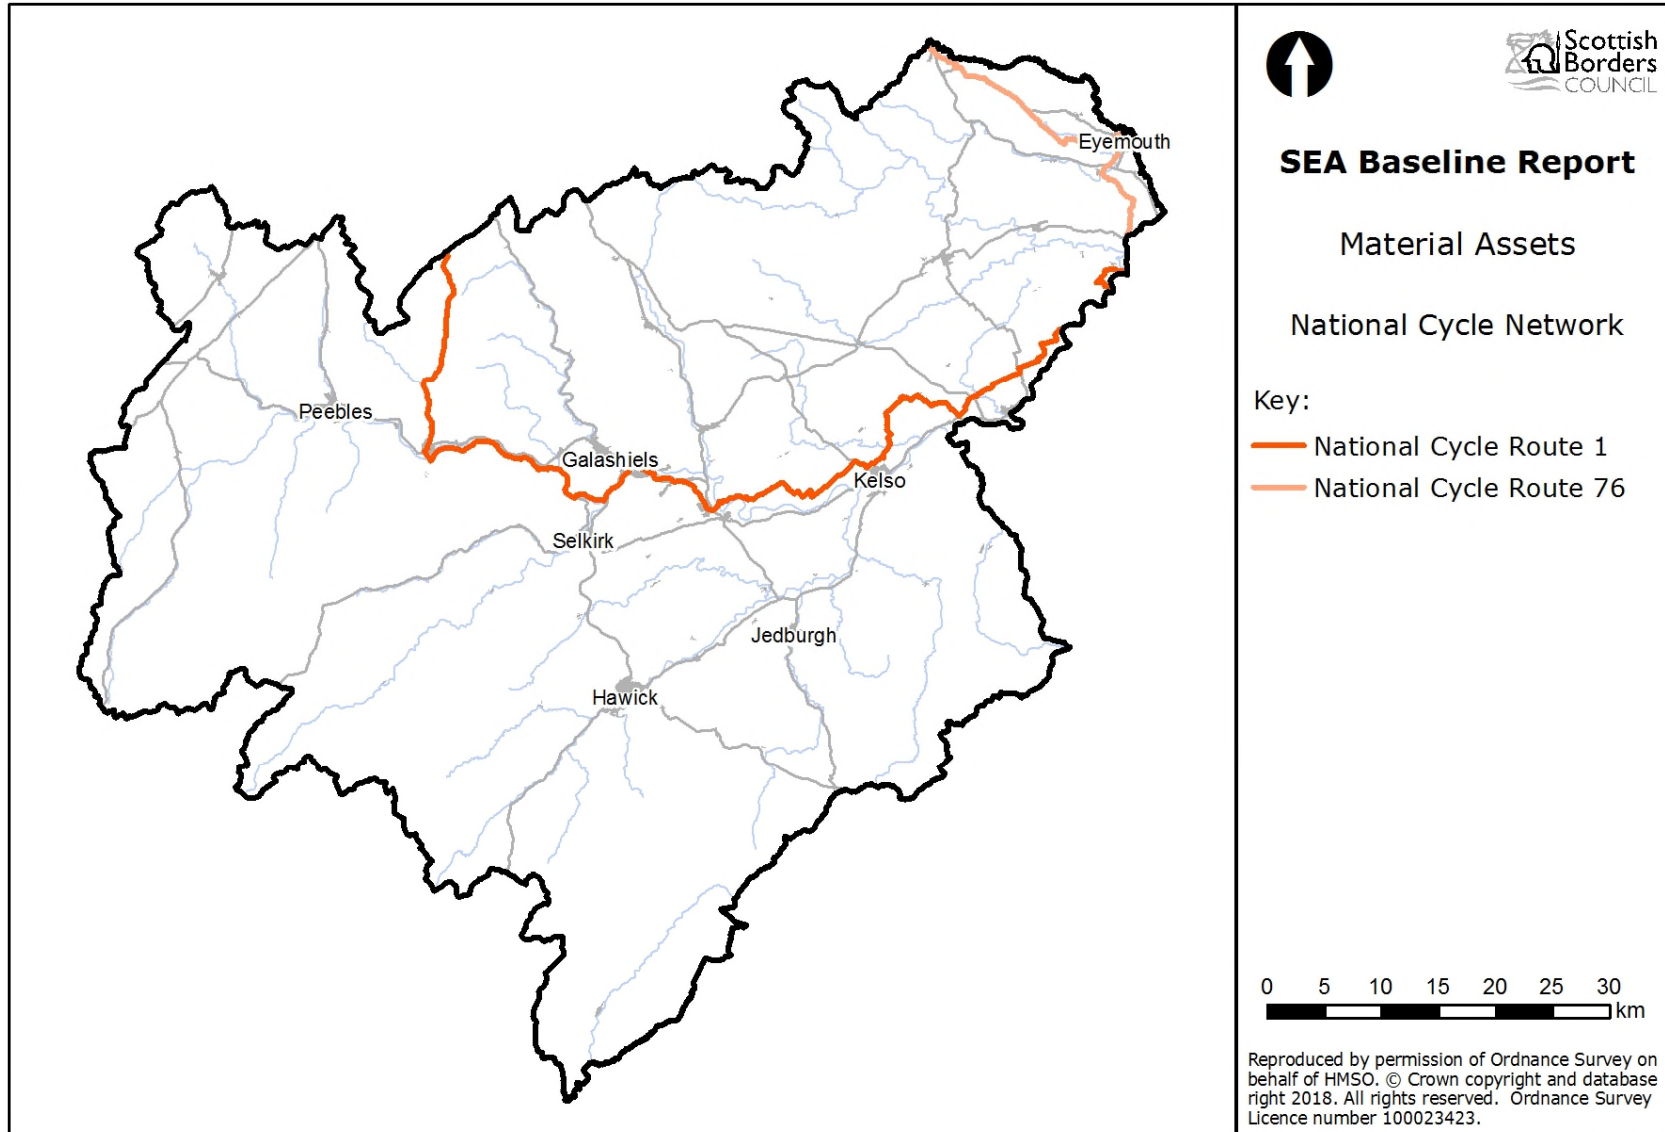 Scottish
Borders
COUNCIL
SEA Baseline Report
Material Assets
National Cycle Network
Key:
National Cycle Route 1
National Cycle Route 76
Eyemouth
Peebles
Galashiels
Kelso
Selkirk
Jedburgh
Hawick
0 5 10 15 20 25 30
km
Reproduced by permission of Ordnance Survey on
behalf of HMSO. © Crown copyright and database
right 2018. All rights reserved. Ordnance Survey
Licence number 100023423.